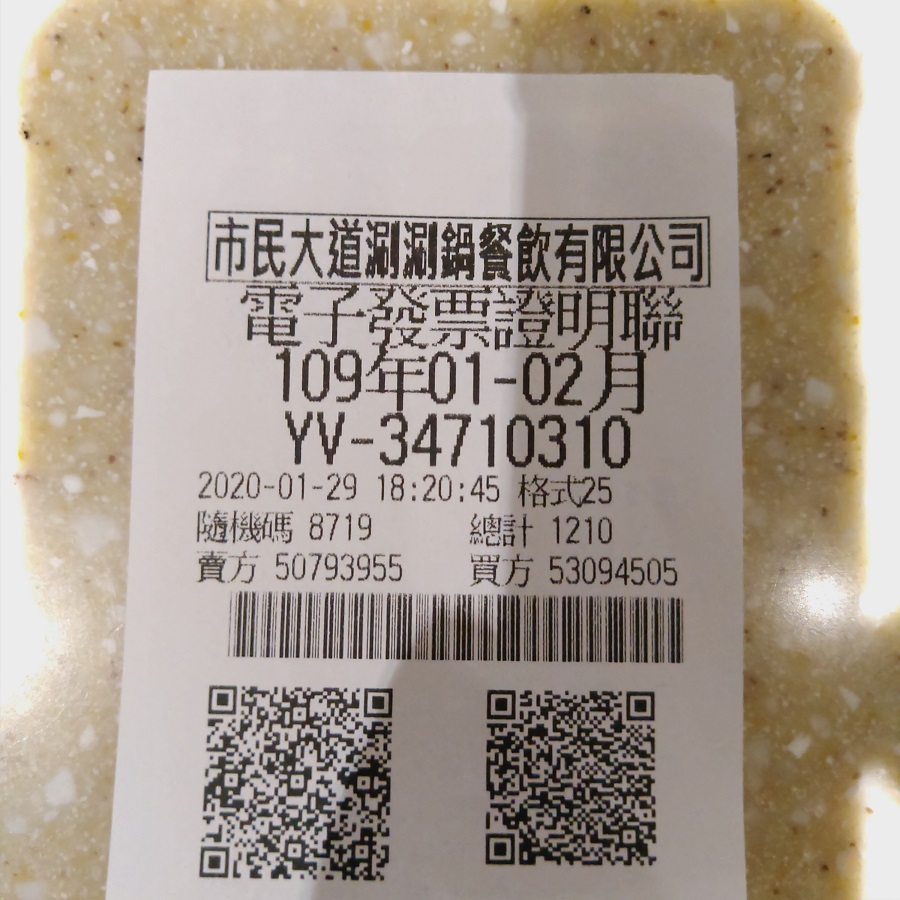 市民大道涮涮鍋餐飲有限公司
電子發票證明聯
109年01-02月
YV-34710310
2020-01-29 18:20:45 格式25
隨機碼 8719 總計 1210
賣方 50793955 買方 53094505